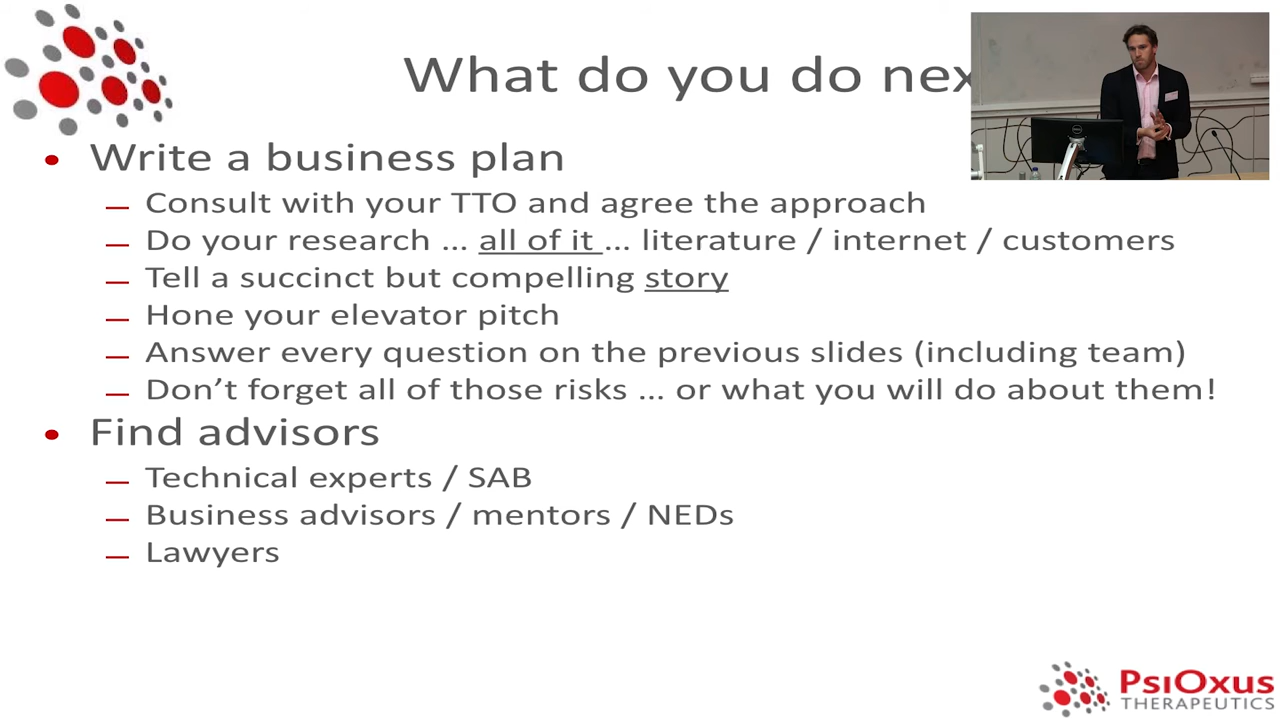 What do you do nex
Write a business plan
Consult with your TTO and agree the approach
Do your research ... all of it ... literature / internet / customers
Tell a succinct but compelling story
Hone your elevator pitch
Answer every question on the previous slides (including team)
Don’t forget all of those risks ... or what you will do about them!
Find advisors
Technical experts / SAB
Business advisors / mentors / NEDs
Lawyers
PsiOxus
THERAPEUTICS